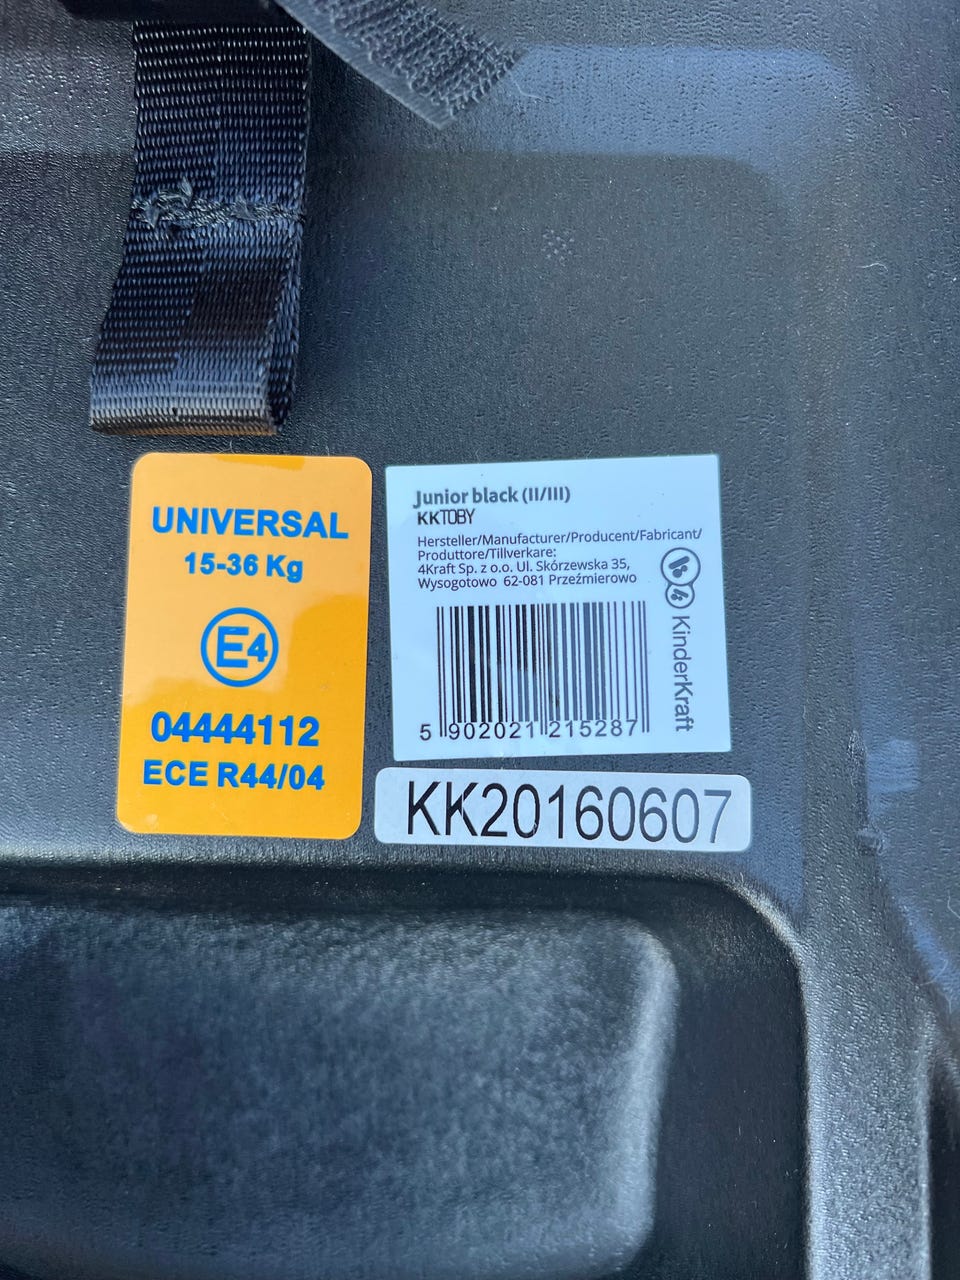 UNIVERSAL
15-36 Kg
E4
04444112
ECE R44/04
Junior black (II/III)
KKTOBY
Hersteller/Manufacturer/Producent/Fabricant/
Produttore/Tillverkare:
4Kraft Sp. z o.o. Ul. Skórzewska 35,
Wysogotowo 62-081 Przeźmierowo
KinderKraft
5 902021 215287
KK20160607